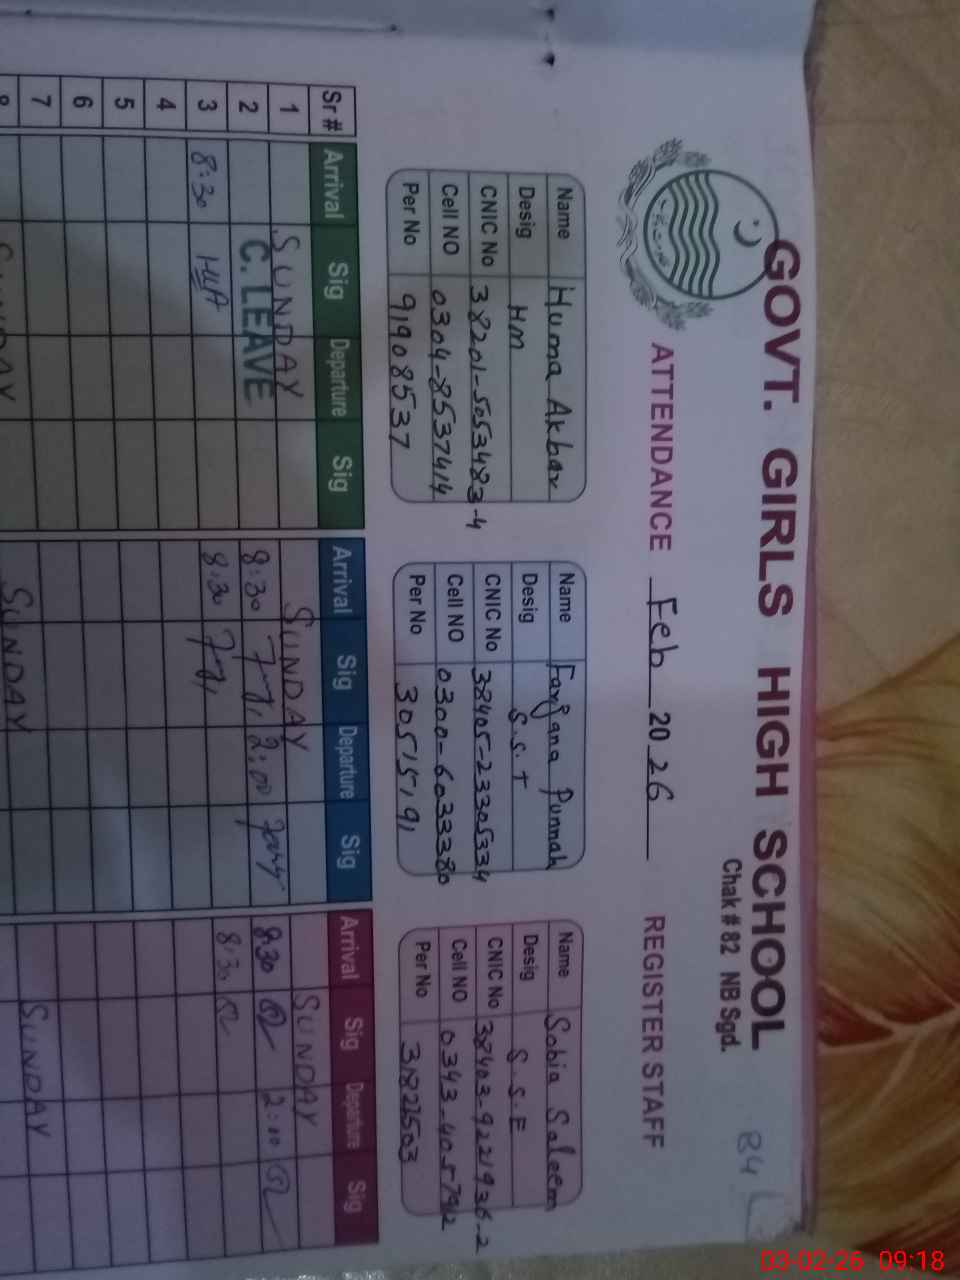 GOVT. GIRLS HIGH SCHOOL
Chak # 82 NB Sgd.
ATTENDANCE Feb 2026 REGISTER STAFF
Name Huma Akbar
Desig HM
CNIC No 38201-5053483-4
Cell NO 0304-8537414
Per No 91908537
Name Farzana Punnah
Desig S.S.T
CNIC No 38405-23305334
Cell NO 0300-6033380
Per No 30515191
Name Sobia Saleem
Desig S.S.E
CNIC No 38403-9221936-2
Cell NO 0343-4057912
Per No
Sr # Arrival Sig Departure Sig Arrival Sig Departure Sig Arrival Sig Departure Sig
1 SUNDAY SUNDAY SUNDAY
2 C.LEAVE 8:30 2:00 8:30 2:00
3 8:30 8:30 8:30
4
5
6
7 SUNDAY SUNDAY
8
03-02-26 09:18